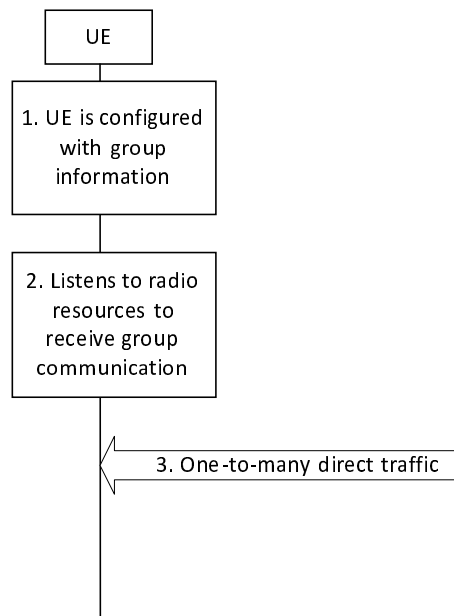 UE
1. UE is configured
with group
information
2. Listens to radio
resources to
receive group
communication
3. One-to-many direct traffic